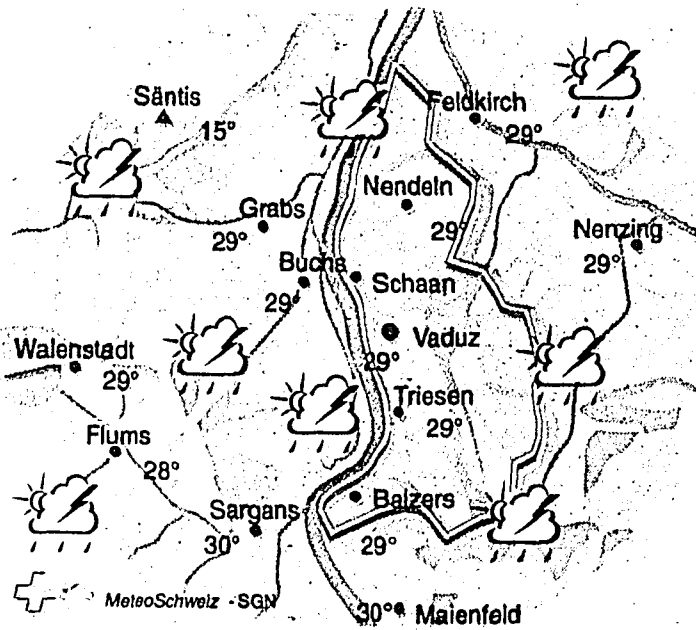 Säntis
15°
Feldkirch
29°
Nendeln
29°
Grabs
29°
Nenzing
29°
Buchs
29°
Schaan
Vaduz
29°
Walenstadt
29°
Triesen
29°
Flums
28°
Sargans
30°
Balzers
29°
MeteoSchweiz - SGN
30° Maienfeld